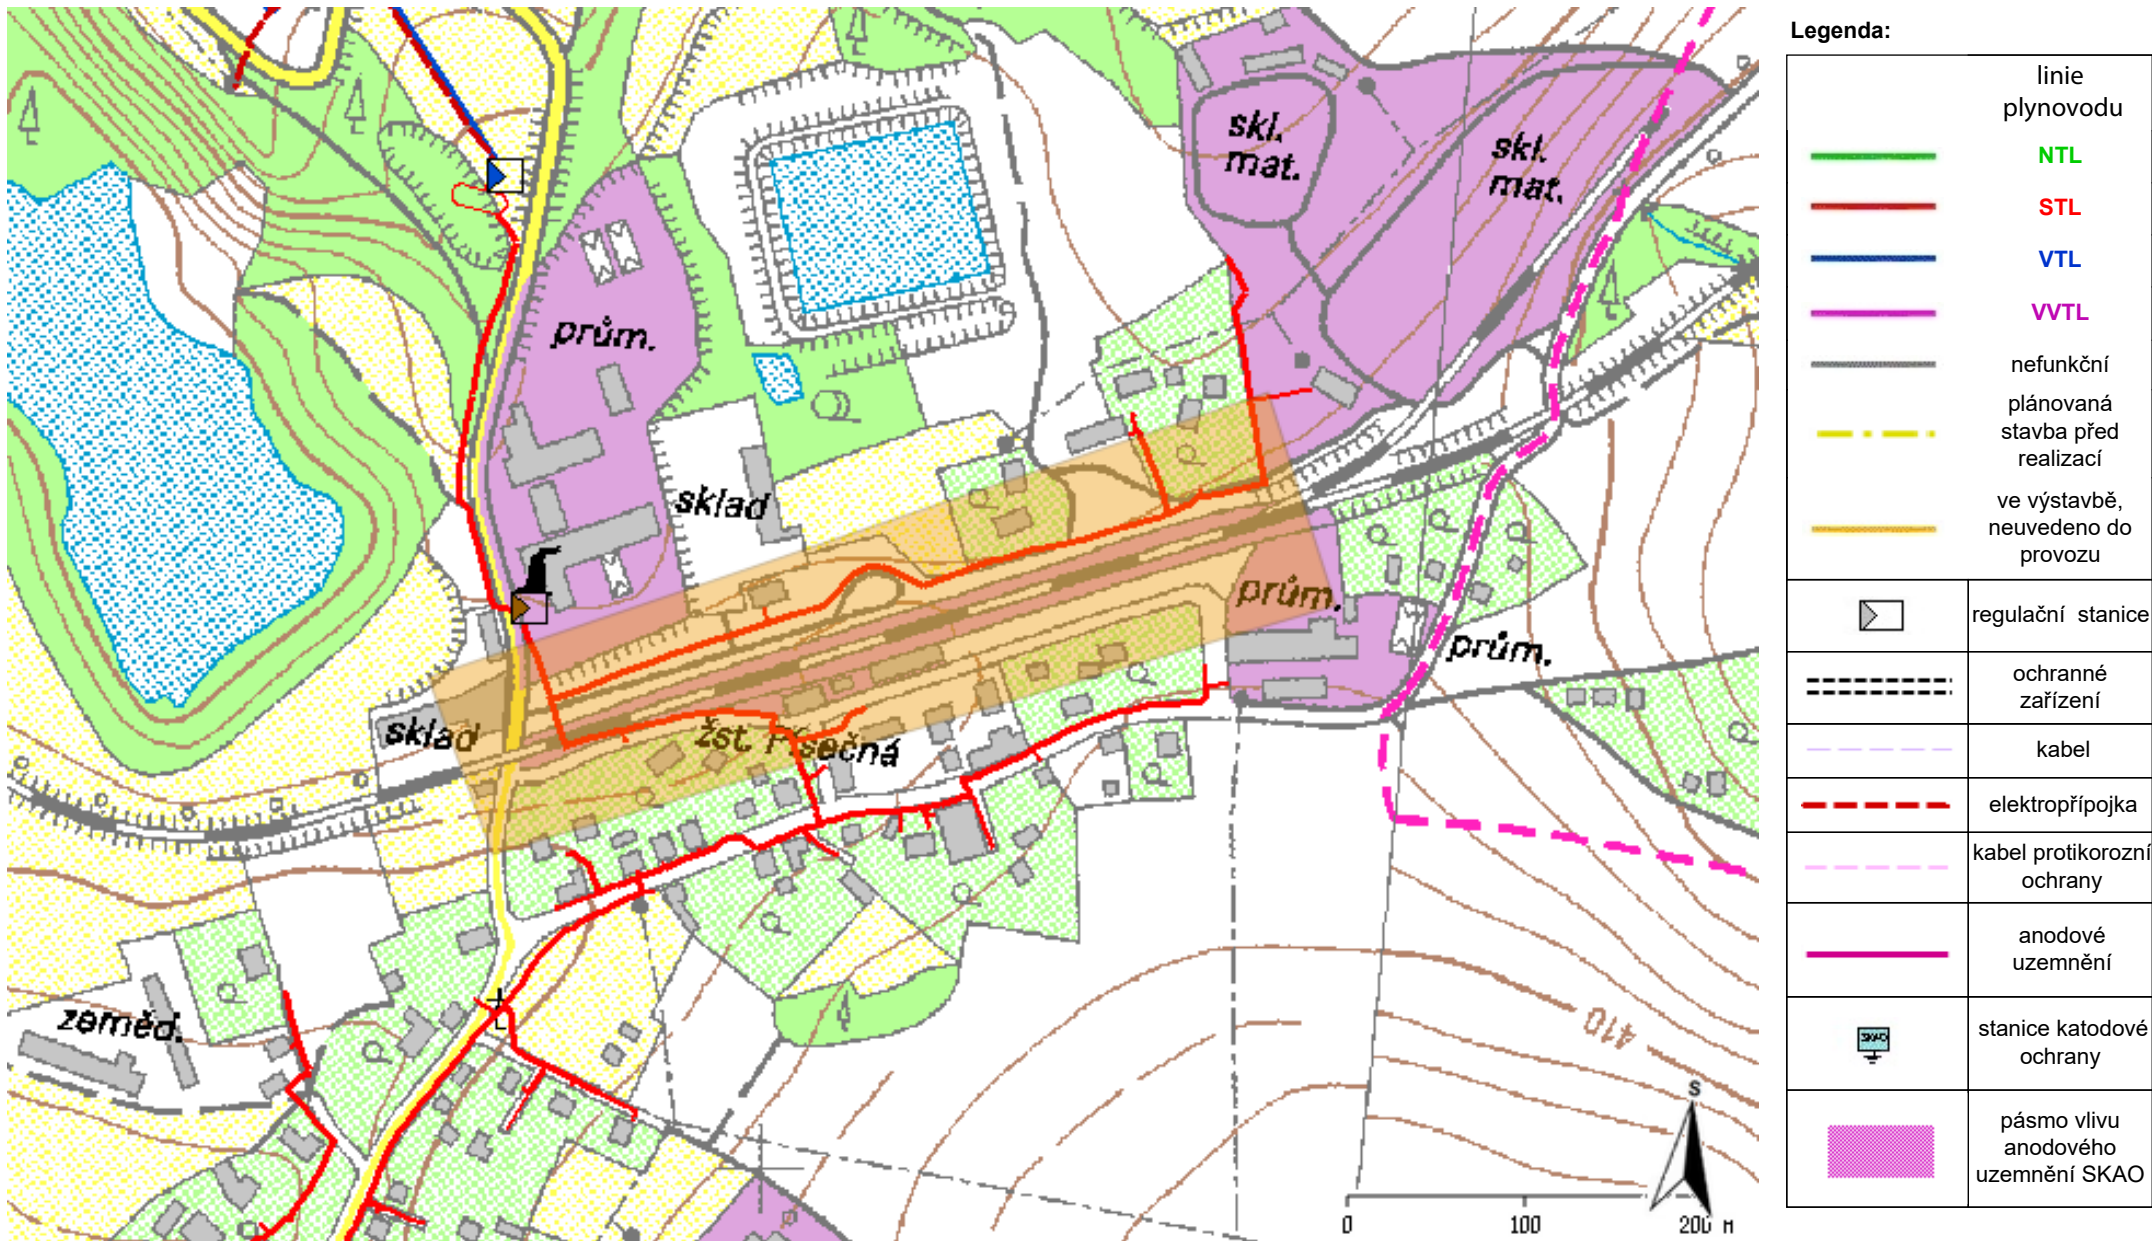 skl.
mat.
skl.
mat.
prům.
sklad
prům.
prům.
sklad
žst. Písečná
zeměd.
410
S
0 100 200 M
Legenda:
linie
plynovodu
NTL
STL
VTL
VVTL
nefunkční
plánovaná
stavba před
realizací
ve výstavbě,
neuvedeno do
provozu
regulační stanice
ochranné
zařízení
kabel
elektropřípojka
kabel protikorozní
ochrany
anodové
uzemnění
SKAO
stanice katodové
ochrany
pásmo vlivu
anodového
uzemnění SKAO